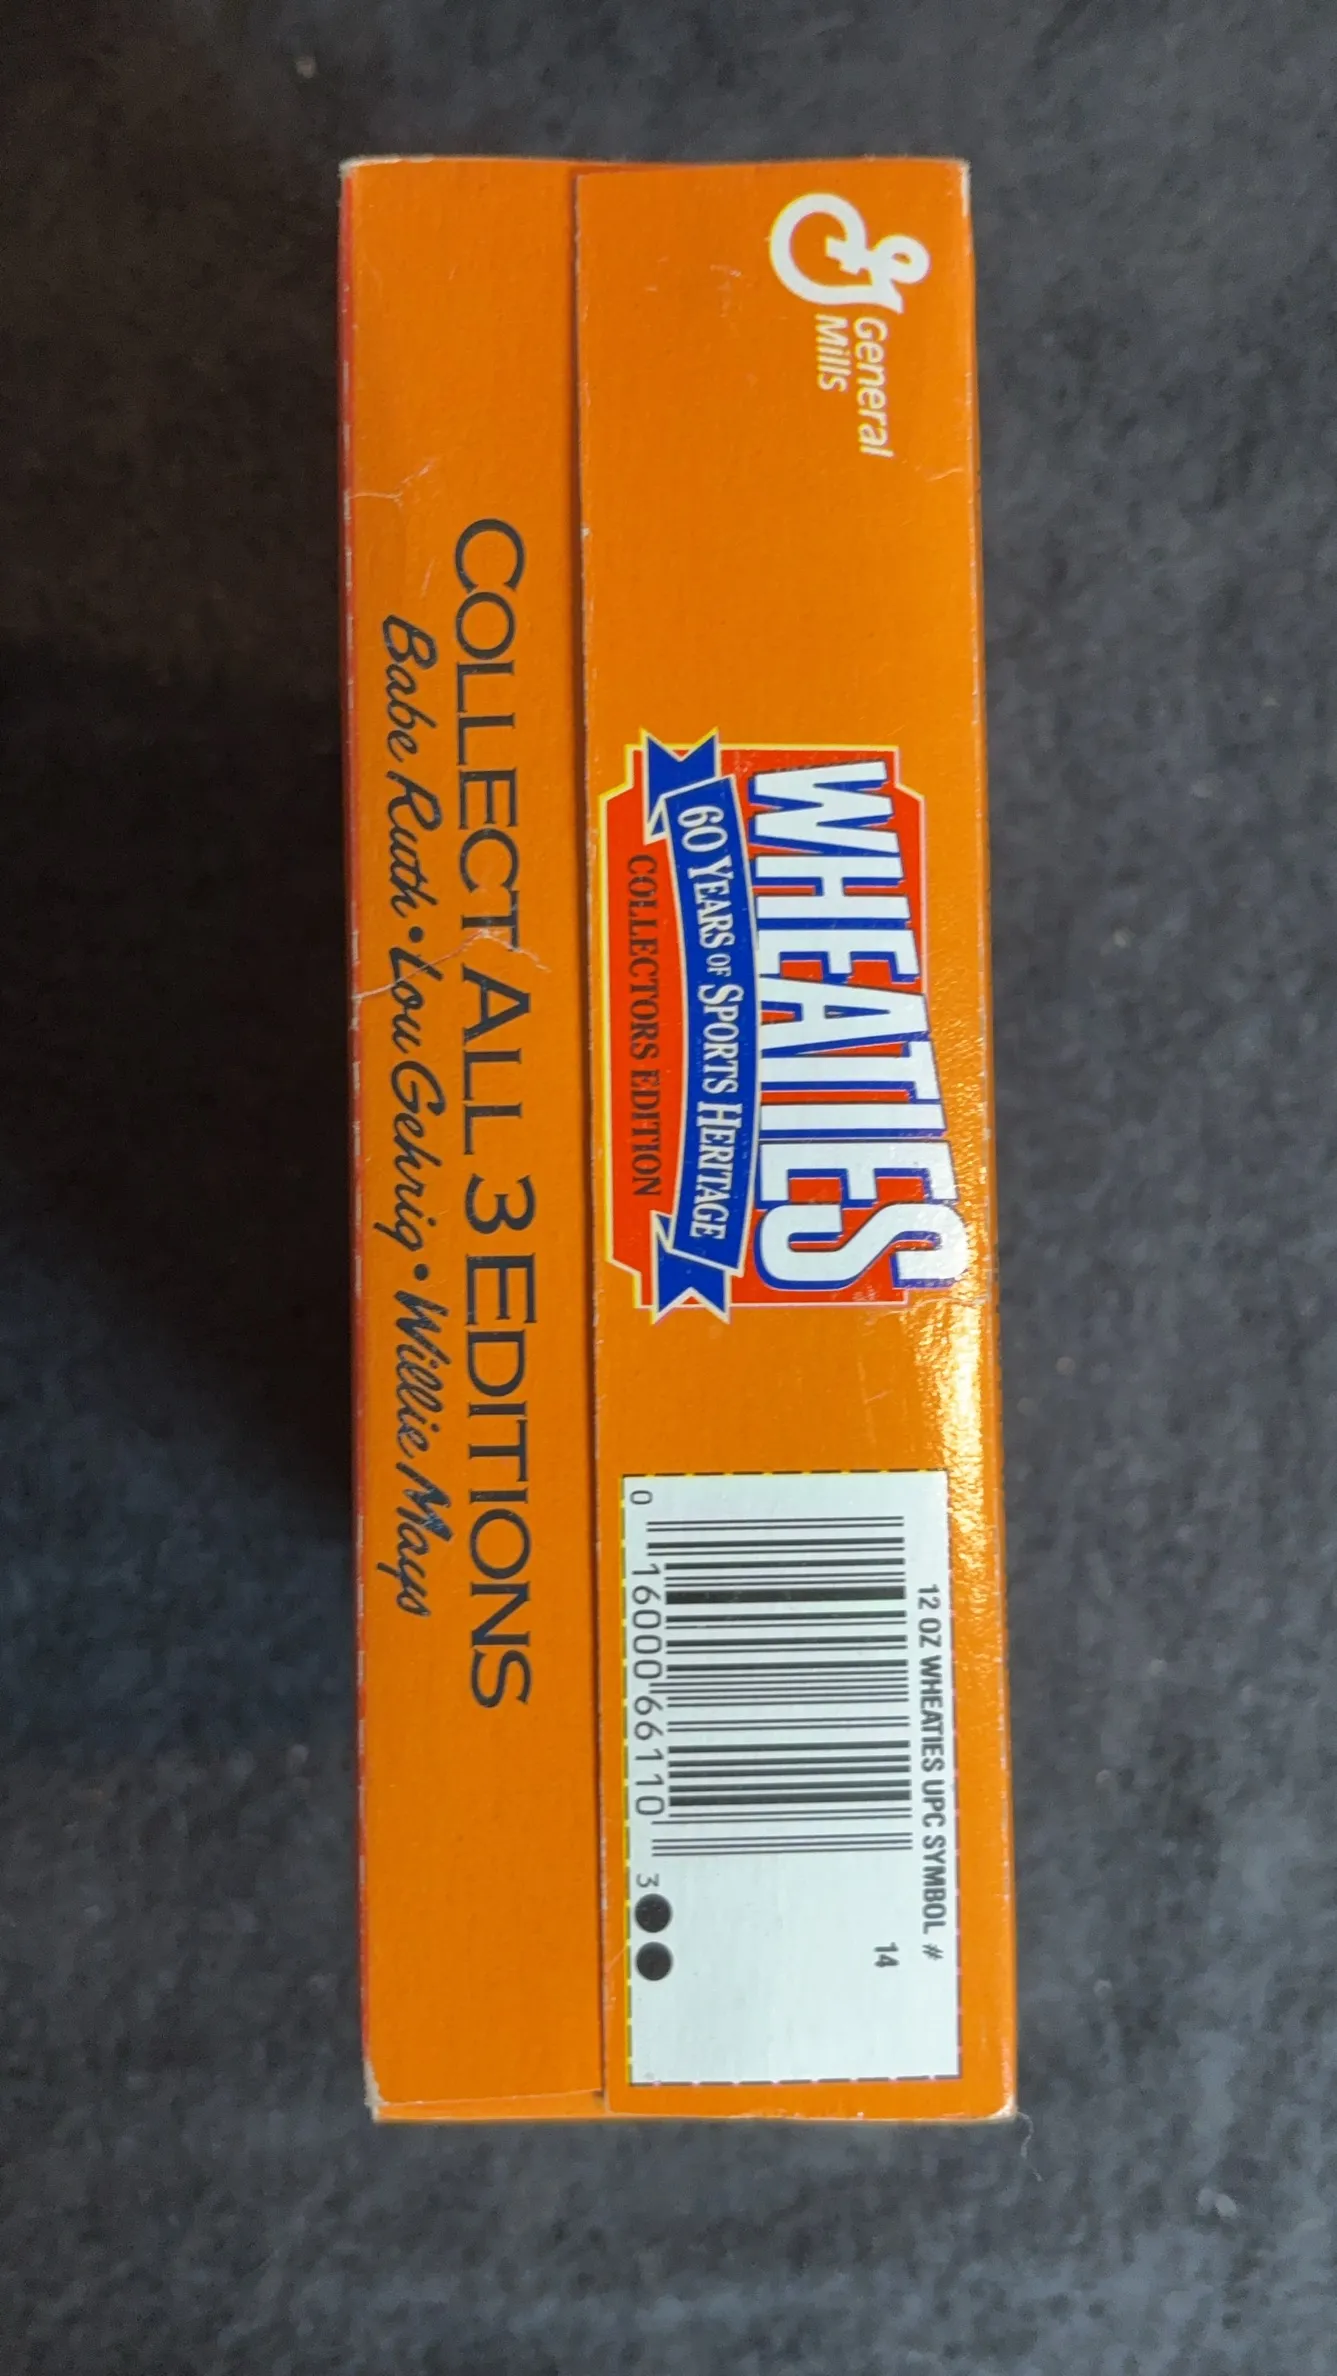 General
Mills
WHEATIES
60 YEARS OF SPORTS HERITAGE
COLLECTORS EDITION
12 OZ WHEATIES UPC SYMBOL #
14
0 16000 66110 3
COLLECT ALL 3 EDITIONS
Babe Ruth • Lou Gehrig • Willie Mays